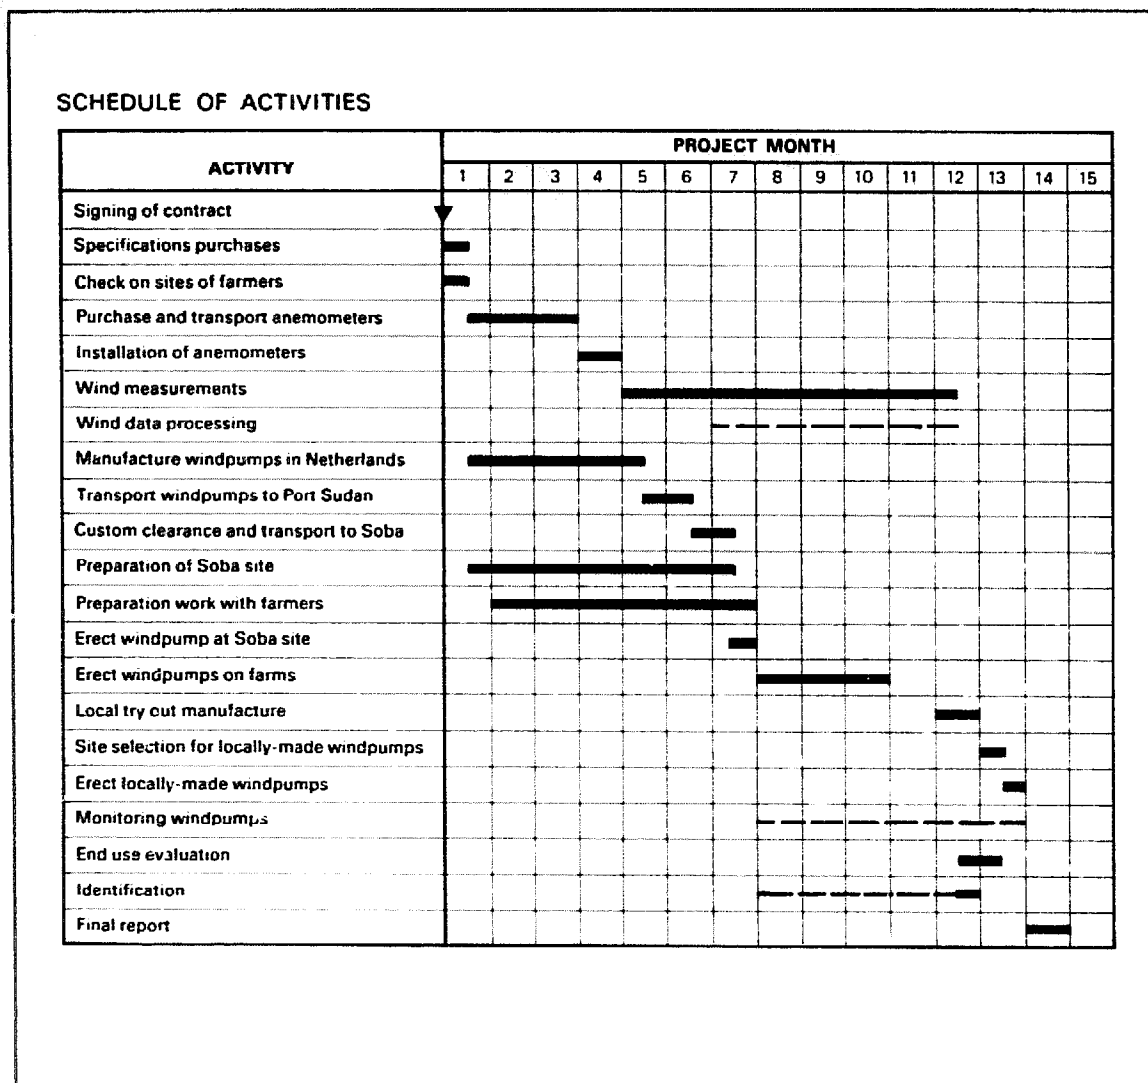 SCHEDULE OF ACTIVITIES
ACTIVITY
PROJECT MONTH
1 2 3 4 5 6 7 8 9 10 11 12 13 14 15
Signing of contract
Specifications purchases
Check on sites of farmers
Purchase and transport anemometers
Installation of anemometers
Wind measurements
Wind data processing
Manufacture windpumps in Netherlands
Transport windpumps to Port Sudan
Custom clearance and transport to Soba
Preparation of Soba site
Preparation work with farmers
Erect windpump at Soba site
Erect windpumps on farms
Local try out manufacture
Site selection for locally-made windpumps
Erect locally-made windpumps
Monitoring windpumps
End use evaluation
Identification
Final report